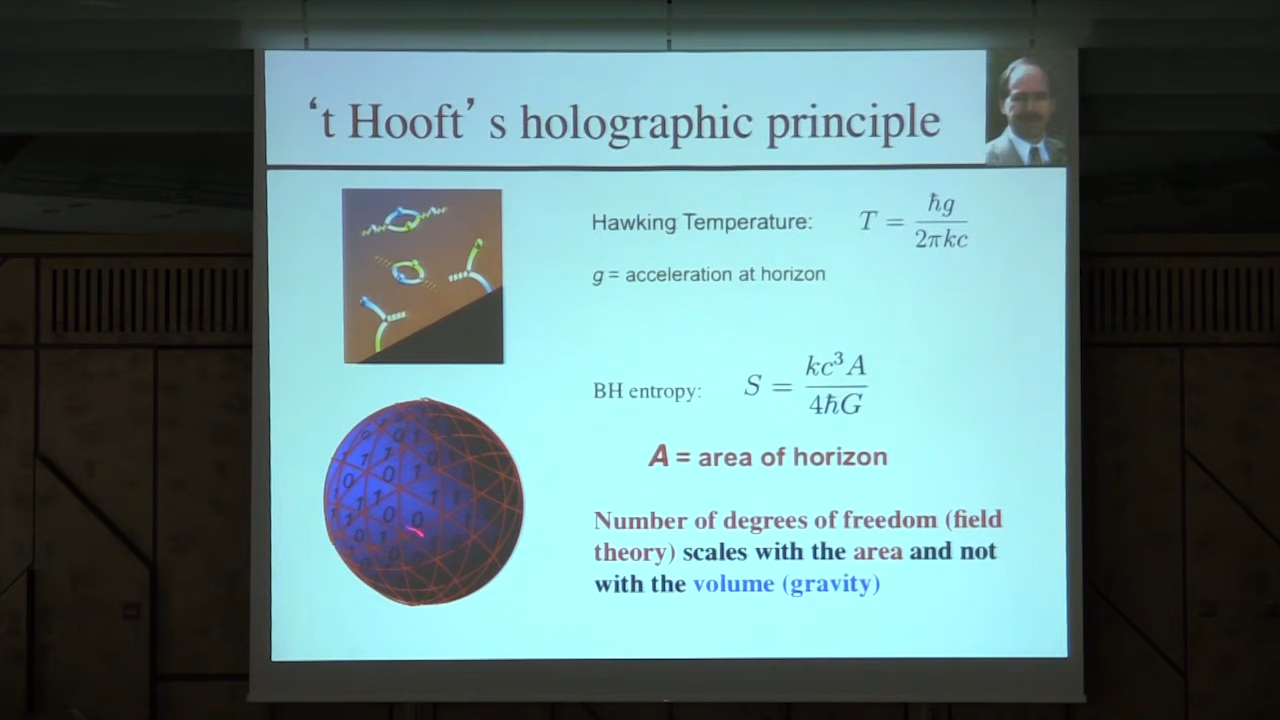 ‘t Hooft’ s holographic principle
Hawking Temperature: T = ħg / 2πkc
g = acceleration at horizon
BH entropy: S = kc³A / 4ħG
A = area of horizon
Number of degrees of freedom (field
theory) scales with the area and not
with the volume (gravity)